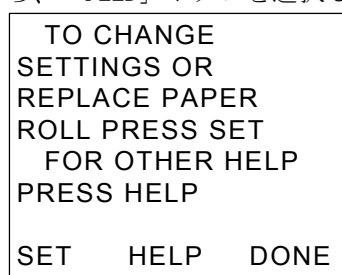 TO CHANGE
SETTINGS OR
REPLACE PAPER
ROLL PRESS SET
FOR OTHER HELP
PRESS HELP
SET HELP DONE